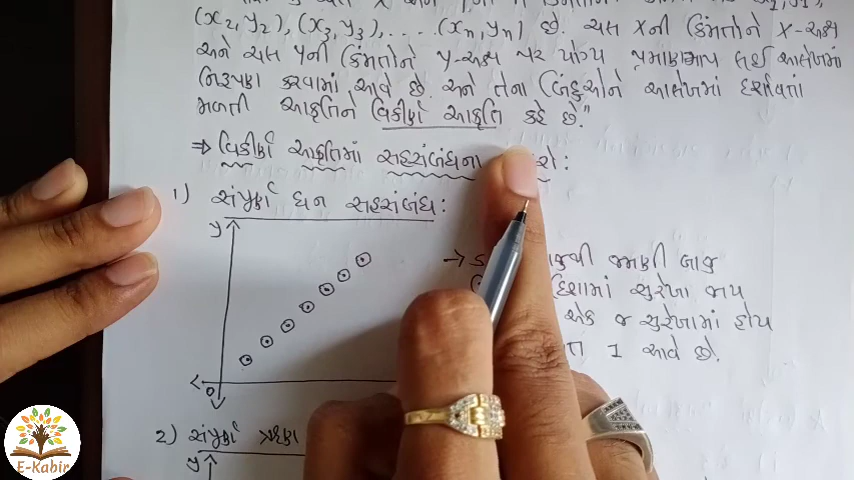 (x2, y2), (x3, y3), .... (xn, yn) છે. ચલ Xની કિંમતોને X-અક્ષ
અને ચલ Yની કિંમતોને Y-અક્ષ પર યોગ્ય પ્રમાણમાપ લઈ આલેખમાં
નિરૂપણ કરવામાં આવે છે. અને તેના બિંદુઓને આલેખમાં દર્શાવતાં
મળતી આકૃતિને વિકીર્ણ આકૃતિ કહે છે."
⇒ વિકીર્ણ આકૃતિમાં સહસંબંધના
1) સંપૂર્ણ ધન સહસંબંધ:
y
→ જમણી બાજુ
દિશામાં સુરેખા જાય
એક જ સુરેખામાં હોય
1 આવે છે.
0
2) સંપૂર્ણ
y
E-Kabir